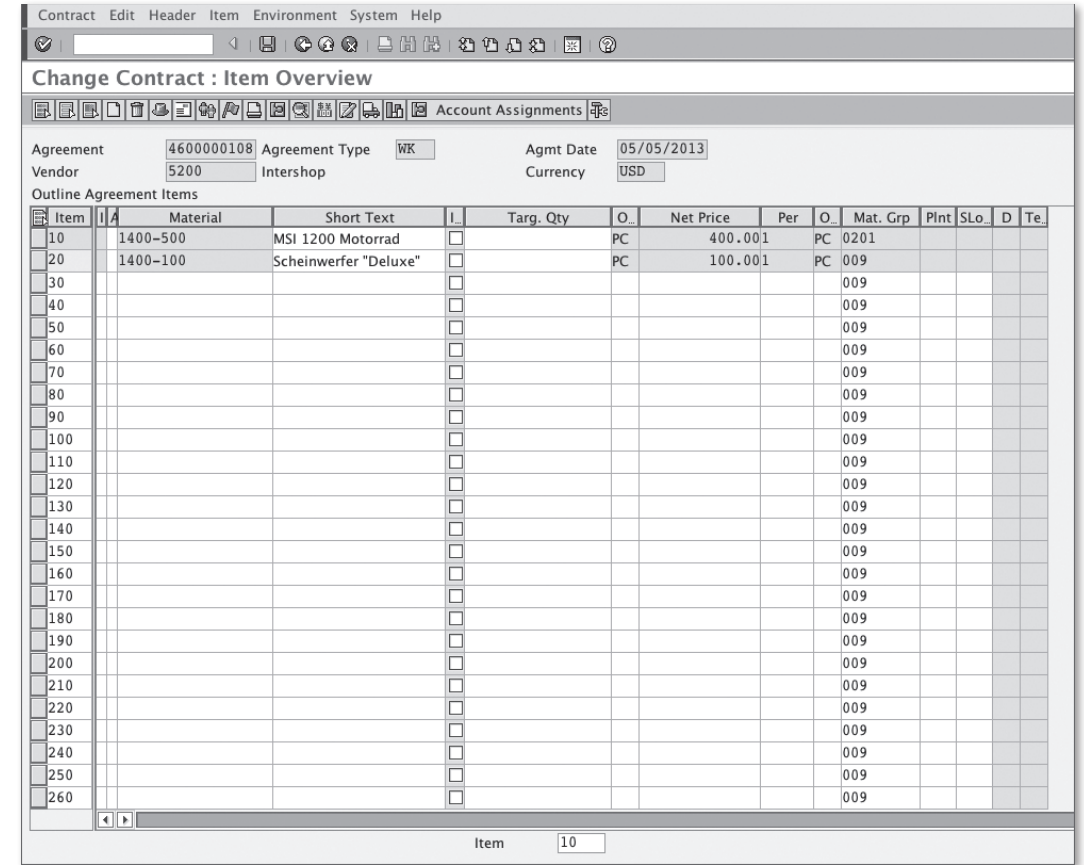 Contract Edit Header Item Environment System Help
Change Contract : Item Overview
Account Assignments
Agreement 4600000108 Agreement Type WK Agmt Date 05/05/2013
Vendor 5200 Intershop Currency USD
Outline Agreement Items
Item I A Material Short Text I... Targ. Qty O... Net Price Per O... Mat. Grp Plnt SLo... D Te...
10 1400-500 MSI 1200 Motorrad PC 400.00 1 PC 0201
20 1400-100 Scheinwerfer "Deluxe" PC 100.00 1 PC 009
30 009
40 009
50 009
60 009
70 009
80 009
90 009
100 009
110 009
120 009
130 009
140 009
150 009
160 009
170 009
180 009
190 009
200 009
210 009
220 009
230 009
240 009
250 009
260 009
Item 10